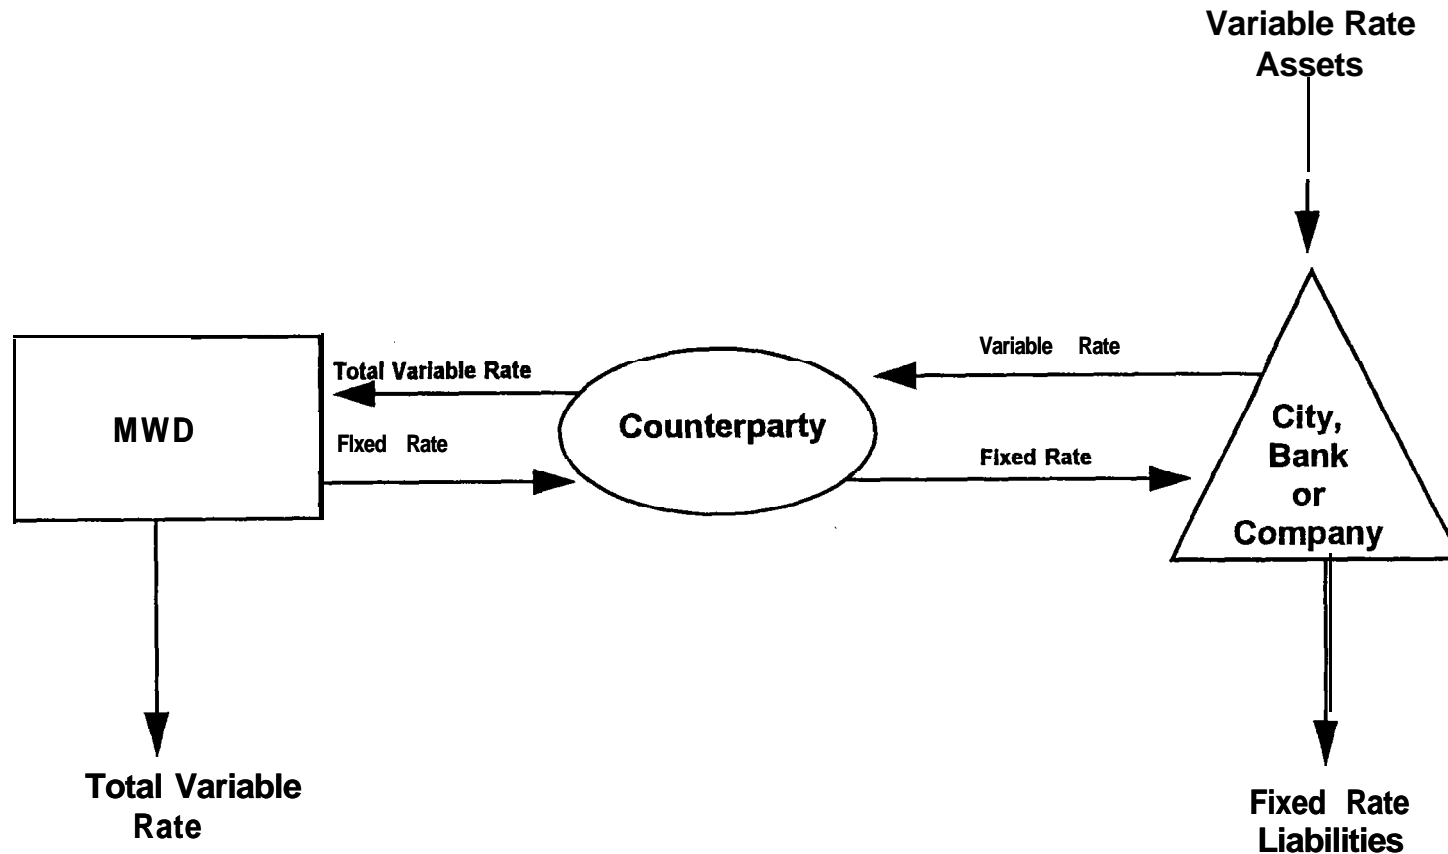 Variable Rate
Assets
Total Variable Rate
Variable Rate
MWD
Fixed Rate
Counterparty
Fixed Rate
City,
Bank
or
Company
Total Variable
Rate
Fixed Rate
Liabilities